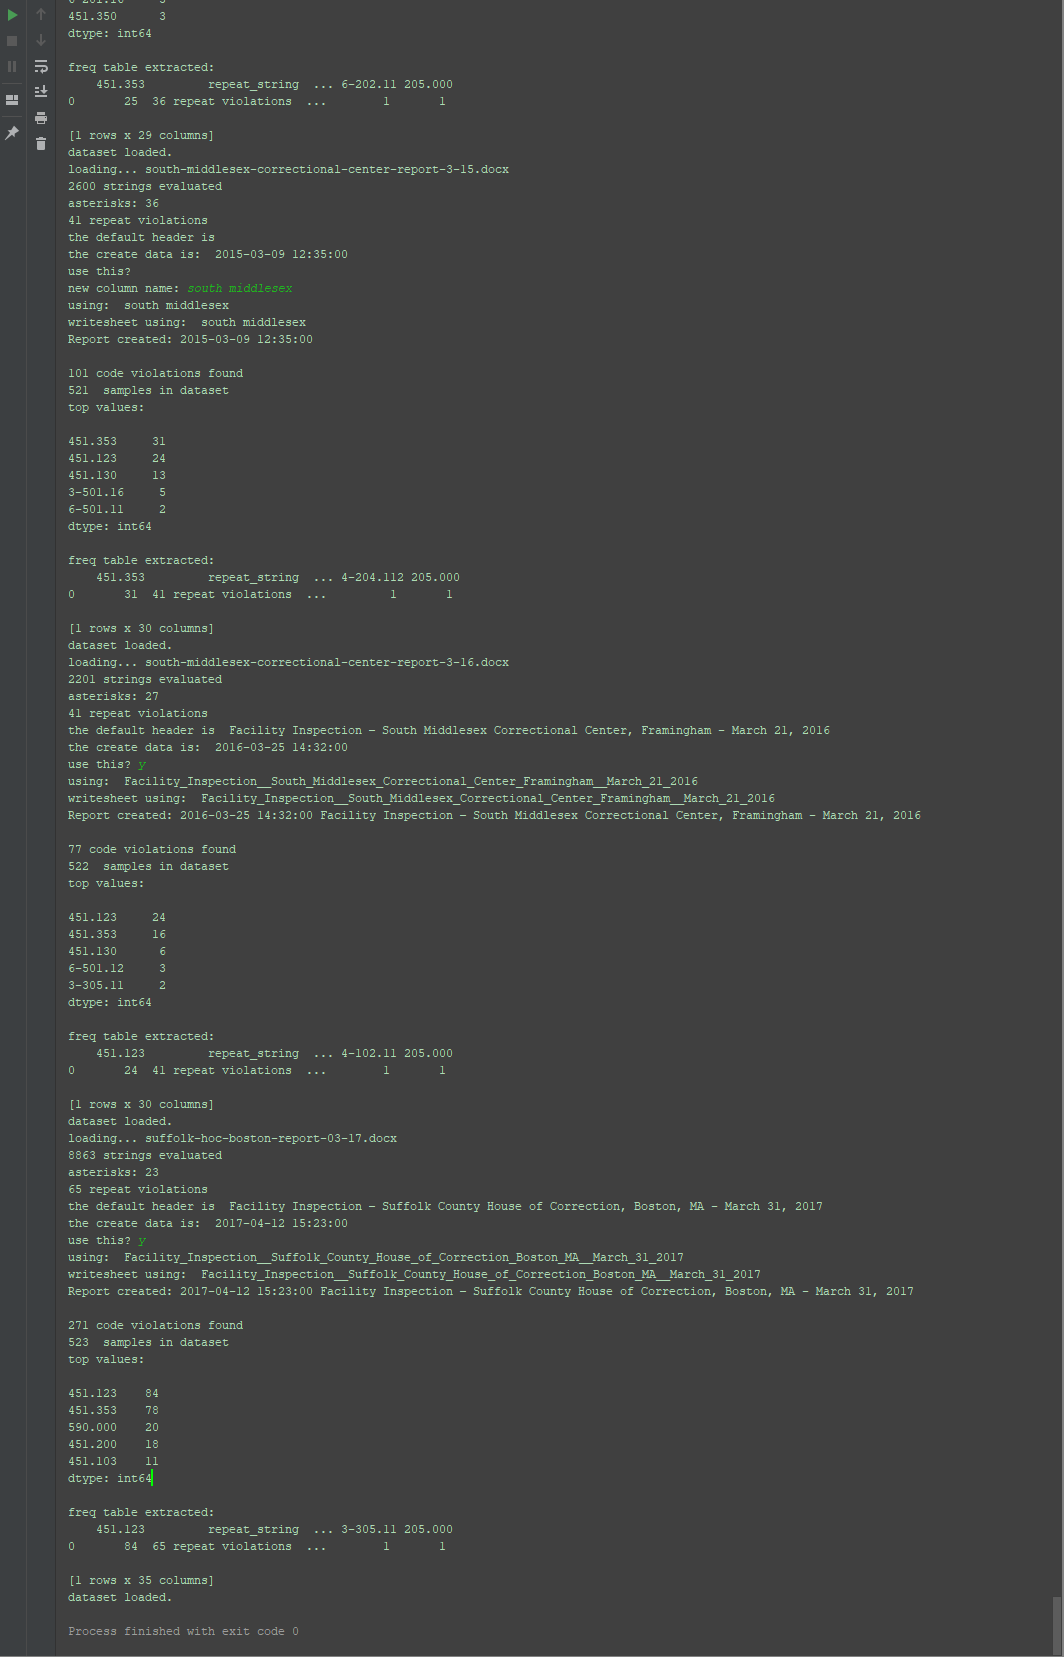 451.350      3
dtype: int64
freq table extracted:
    451.353         repeat_string  ... 6-202.11 205.000
0       25  36 repeat violations  ...        1       1
[1 rows x 29 columns]
dataset loaded.
loading... south-middlesex-correctional-center-report-3-15.docx
2600 strings evaluated
asterisks: 36
41 repeat violations
the default header is
the create data is:  2015-03-09 12:35:00
use this?
new column name: south middlesex
using:  south middlesex
writesheet using:  south middlesex
Report created: 2015-03-09 12:35:00
101 code violations found
521  samples in dataset
top values:
451.353     31
451.123     24
451.130     13
3-501.16     5
6-501.11     2
dtype: int64
freq table extracted:
    451.353         repeat_string  ... 4-204.112 205.000
0       31  41 repeat violations  ...         1       1
[1 rows x 30 columns]
dataset loaded.
loading... south-middlesex-correctional-center-report-3-16.docx
2201 strings evaluated
asterisks: 27
41 repeat violations
the default header is  Facility Inspection – South Middlesex Correctional Center, Framingham - March 21, 2016
the create data is:  2016-03-25 14:32:00
use this? y
using:  Facility_Inspection__South_Middlesex_Correctional_Center_Framingham__March_21_2016
writesheet using:  Facility_Inspection__South_Middlesex_Correctional_Center_Framingham__March_21_2016
Report created: 2016-03-25 14:32:00 Facility Inspection – South Middlesex Correctional Center, Framingham - March 21, 2016
77 code violations found
522  samples in dataset
top values:
451.123     24
451.353     16
451.130      6
6-501.12     3
3-305.11     2
dtype: int64
freq table extracted:
    451.123         repeat_string  ... 4-102.11 205.000
0       24  41 repeat violations  ...        1       1
[1 rows x 30 columns]
dataset loaded.
loading... suffolk-hoc-boston-report-03-17.docx
8863 strings evaluated
asterisks: 23
65 repeat violations
the default header is  Facility Inspection – Suffolk County House of Correction, Boston, MA - March 31, 2017
the create data is:  2017-04-12 15:23:00
use this? y
using:  Facility_Inspection__Suffolk_County_House_of_Correction_Boston_MA__March_31_2017
writesheet using:  Facility_Inspection__Suffolk_County_House_of_Correction_Boston_MA__March_31_2017
Report created: 2017-04-12 15:23:00 Facility Inspection – Suffolk County House of Correction, Boston, MA - March 31, 2017
271 code violations found
523  samples in dataset
top values:
451.123    84
451.353    78
590.000    20
451.200    18
451.103    11
dtype: int64
freq table extracted:
    451.123         repeat_string  ... 3-305.11 205.000
0       84  65 repeat violations  ...        1       1
[1 rows x 35 columns]
dataset loaded.
Process finished with exit code 0